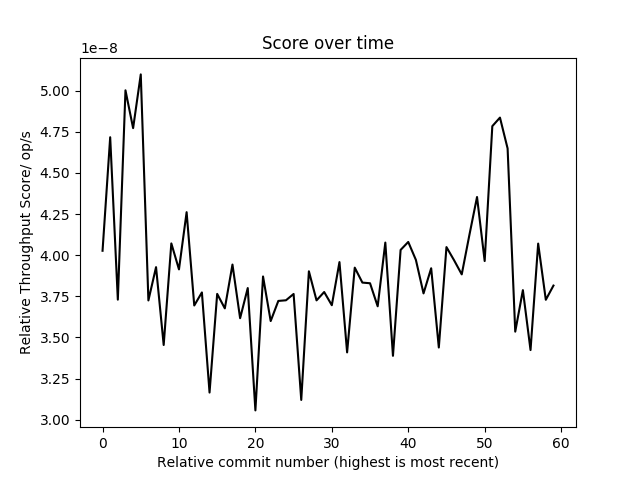 Score over time
1e−8
5.00
4.75
4.50
4.25
4.00
3.75
3.50
3.25
3.00
Relative Throughput Score/ op/s
0 10 20 30 40 50 60
Relative commit number (highest is most recent)